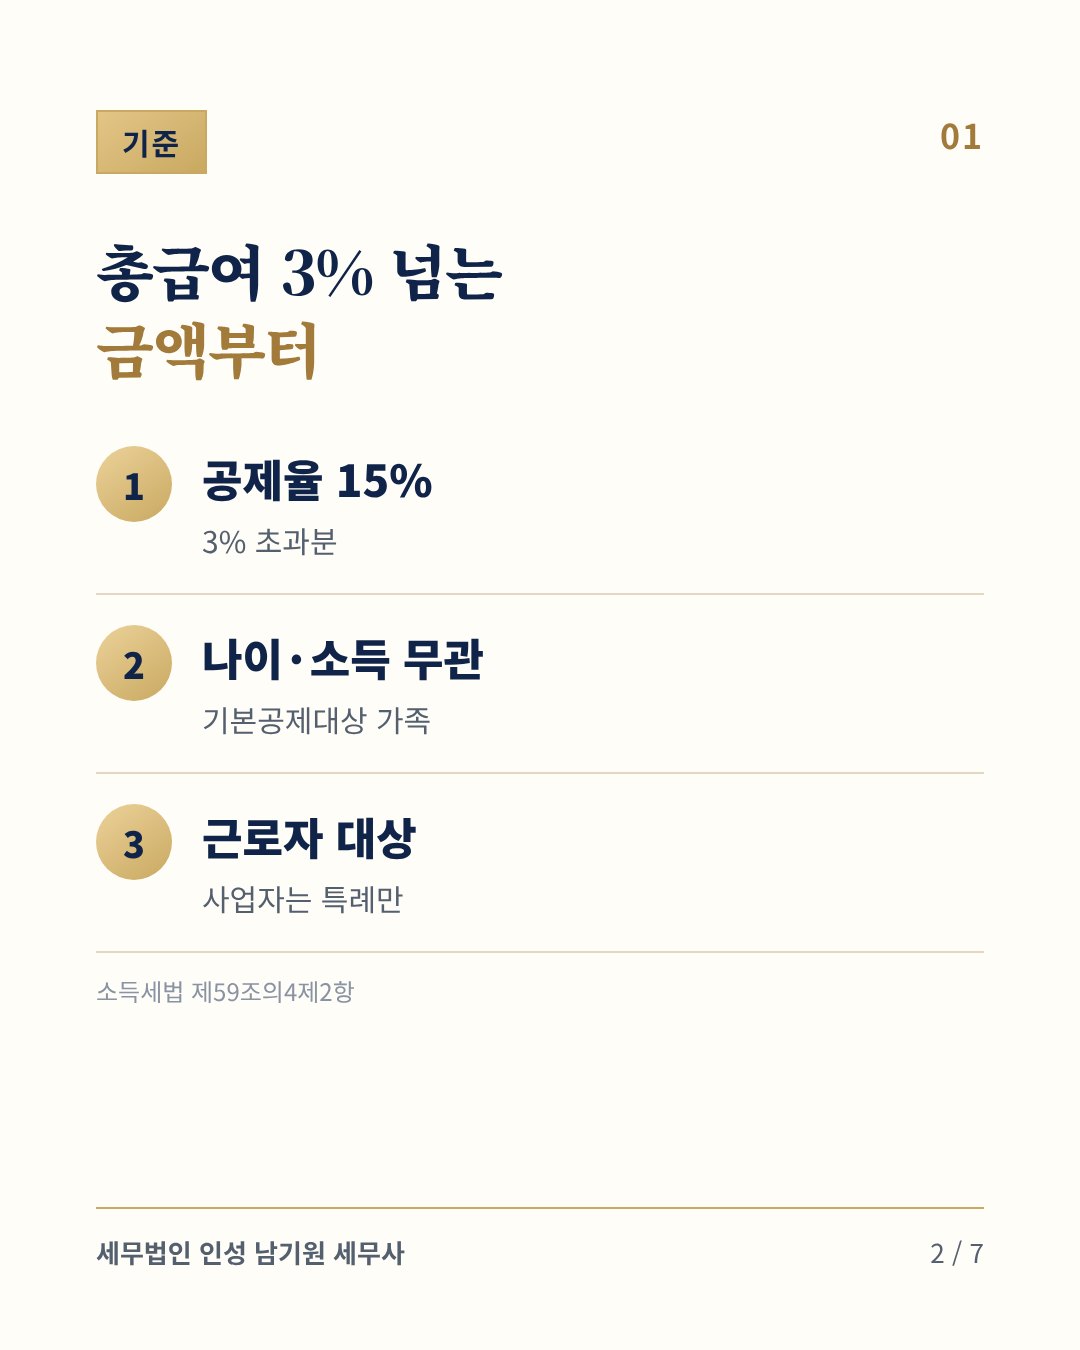 기준
01
총급여 3% 넘는
금액부터
1
공제율 15%
3% 초과분
2
나이·소득 무관
기본공제대상 가족
3
근로자 대상
사업자는 특례만
소득세법 제59조의4제2항
세무법인 인성 남기원 세무사
2 / 7